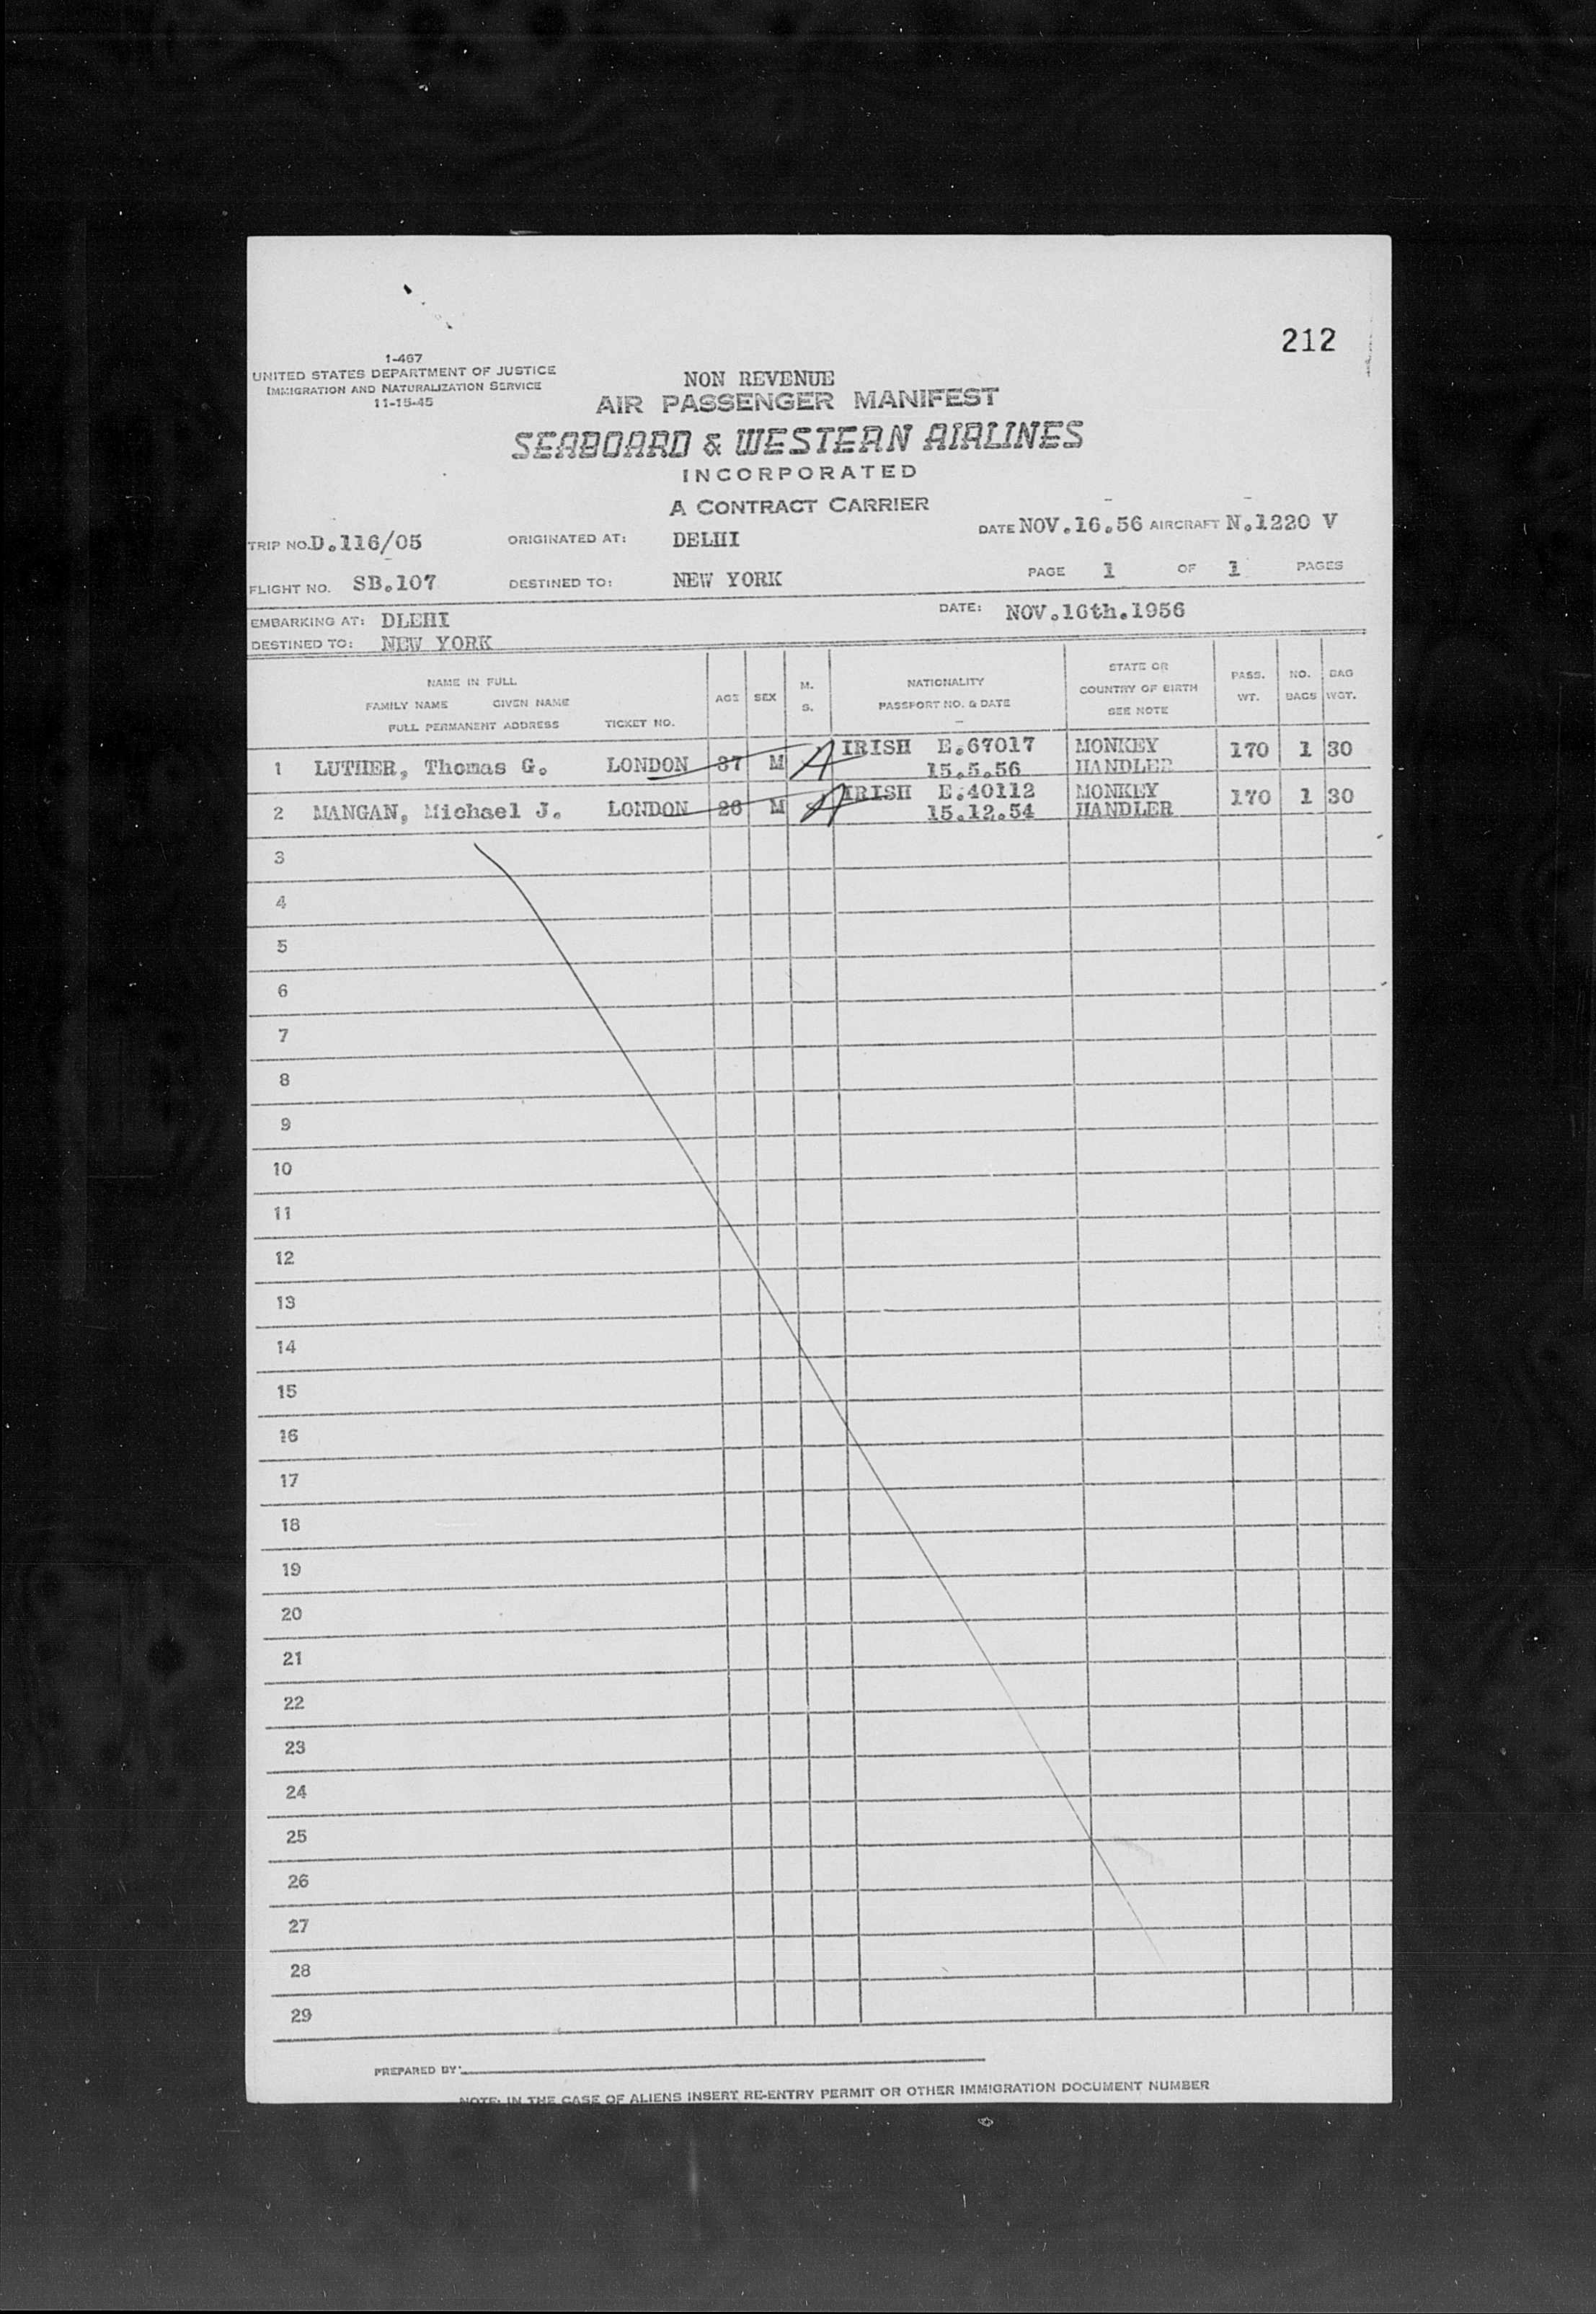 212
1-467
UNITED STATES DEPARTMENT OF JUSTICE
IMMIGRATION AND NATURALIZATION SERVICE
11-15-45
NON REVENUE
AIR PASSENGER MANIFEST
SEABOARD & WESTERN AIRLINES
INCORPORATED
A CONTRACT CARRIER
TRIP NO. D.116/05 ORIGINATED AT: DELHI DATE NOV.16.56 AIRCRAFT N.1220 V
FLIGHT NO. SB.107 DESTINED TO: NEW YORK PAGE 1 OF 1 PAGES
EMBARKING AT: DLEHI DATE: NOV.16th.1956
DESTINED TO: NEW YORK
NAME IN FULL
FAMILY NAME GIVEN NAME
FULL PERMANENT ADDRESS TICKET NO. AGE SEX M. S. NATIONALITY PASSPORT NO. & DATE STATE OR COUNTRY OF BIRTH SEE NOTE PASS. WT. NO. BAGS BAG WGT.
1 LUTHER, Thomas G. LONDON 37 M A IRISH E.67017 15.5.56 MONKEY HANDLER 170 1 30
2 MANGAN, Michael J. LONDON 26 M S A IRISH E.40112 15.12.54 MONKEY HANDLER 170 1 30
3
4
5
6
7
8
9
10
11
12
13
14
15
16
17
18
19
20
21
22
23
24
25
26
27
28
29
PREPARED BY:
NOTE: IN THE CASE OF ALIENS INSERT RE-ENTRY PERMIT OR OTHER IMMIGRATION DOCUMENT NUMBER